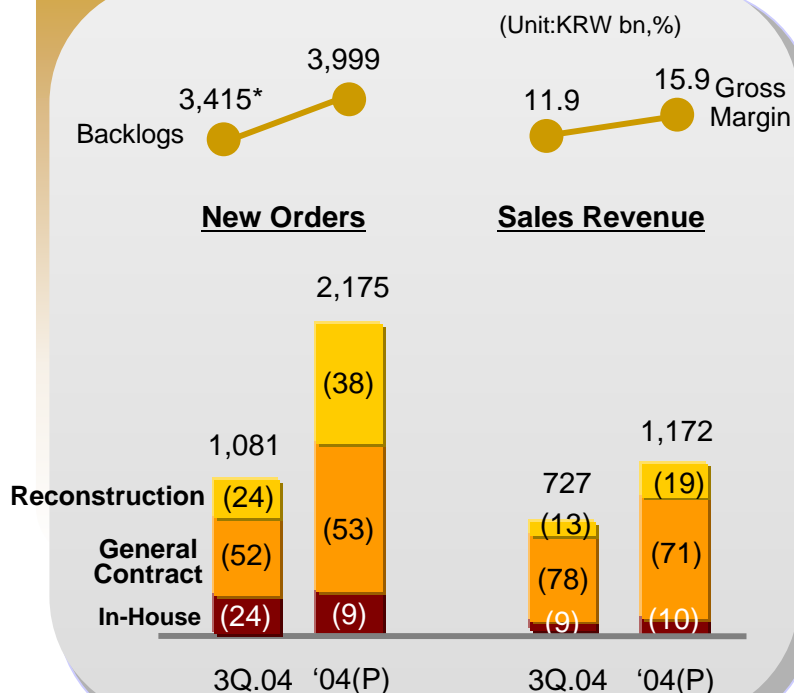 (Unit:KRW bn,%)
3,999
3,415*
Backlogs
15.9
11.9
Gross
Margin
New Orders
Sales Revenue
2,175
(38)
1,081
1,172
Reconstruction
(24)
727
(19)
(13)
General
Contract
(52)
(53)
(78)
(71)
In-House
(24)
(9)
(9)
(10)
3Q.04
‘04(P)
3Q.04
‘04(P)